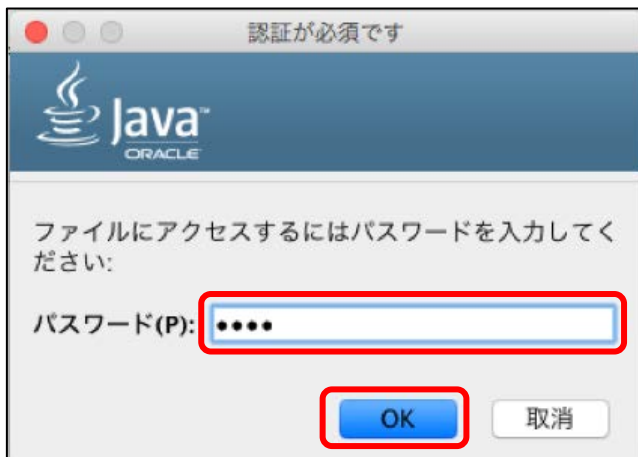 認証が必須です
Java™
ORACLE
ファイルにアクセスするにはパスワードを入力してく
ださい:
パスワード(P): ••••
OK 取消